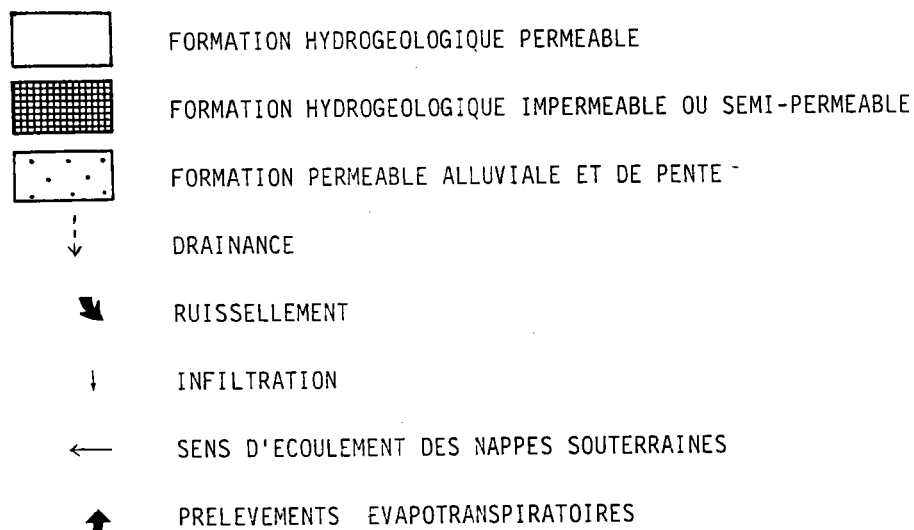 FORMATION HYDROGEOLOGIQUE PERMEABLE
FORMATION HYDROGEOLOGIQUE IMPERMEABLE OU SEMI-PERMEABLE
FORMATION PERMEABLE ALLUVIALE ET DE PENTE
DRAINANCE
RUISSELLEMENT
INFILTRATION
SENS D'ECOULEMENT DES NAPPES SOUTERRAINES
PRELEVEMENTS EVAPOTRANSPIRATOIRES